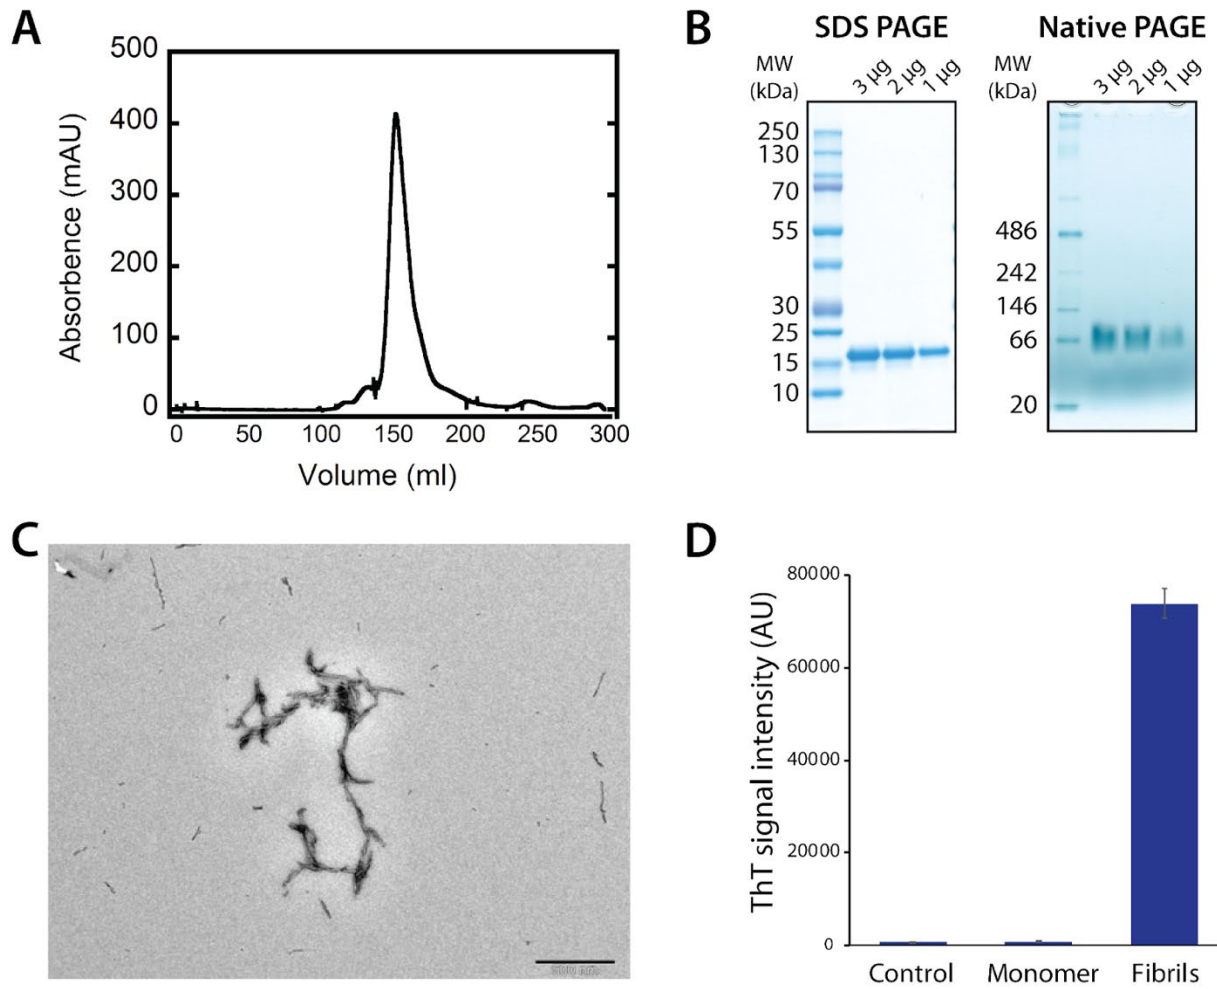 A
500
400
300
200
100
0
Absorbence (mAU)
0 50 100 150 200 250 300
Volume (ml)
B
SDS PAGE
MW
(kDa)
3 µg 2 µg 1 µg
250
130
70
55
30
25
15
10
Native PAGE
MW
(kDa)
3 µg 2 µg 1 µg
486
242
146
66
20
C
D
80000
60000
40000
20000
0
ThT signal intensity (AU)
Control Monomer Fibrils